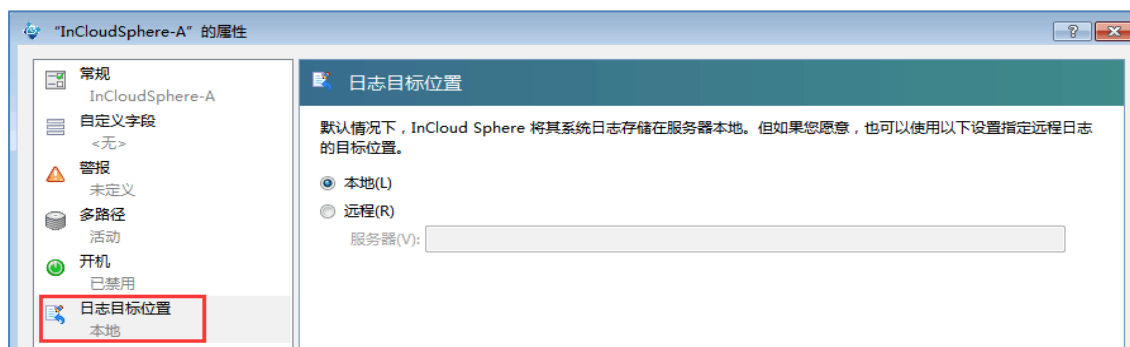 “InCloudSphere-A”的属性
常规
InCloudSphere-A
自定义字段
<无>
警报
未定义
多路径
活动
开机
已禁用
日志目标位置
本地
日志目标位置
默认情况下，InCloud Sphere 将其系统日志存储在服务器本地。但如果您愿意，也可以使用以下设置指定远程日志
的目标位置。
本地(L)
远程(R)
服务器(V):